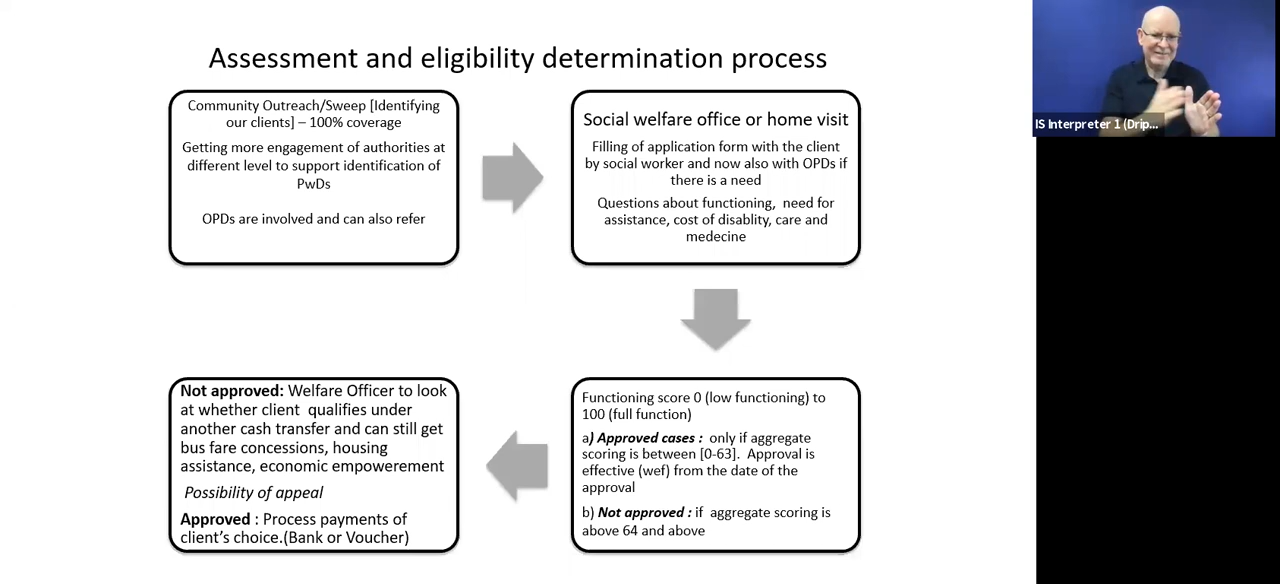 Assessment and eligibility determination process
Community Outreach/Sweep [Identifying
our clients] – 100% coverage
Getting more engagement of authorities at
different level to support identification of
PwDs
OPDs are involved and can also refer
Social welfare office or home visit
Filling of application form with the client
by social worker and now also with OPDs if
there is a need
Questions about functioning,  need for
assistance, cost of disablity, care and
medecine
Functioning score 0 (low functioning) to
100 (full function)
a) Approved cases :  only if aggregate
scoring is between [0-63].  Approval is
effective (wef) from the date of the
approval
b) Not approved : if  aggregate scoring is
above 64 and above
Not approved: Welfare Officer to look
at whether client  qualifies under
another cash transfer and can still get
bus fare concessions, housing
assistance, economic empowerement
Possibility of appeal
Approved : Process payments of
client's choice.(Bank or Voucher)
IS Interpreter 1 (Drip...